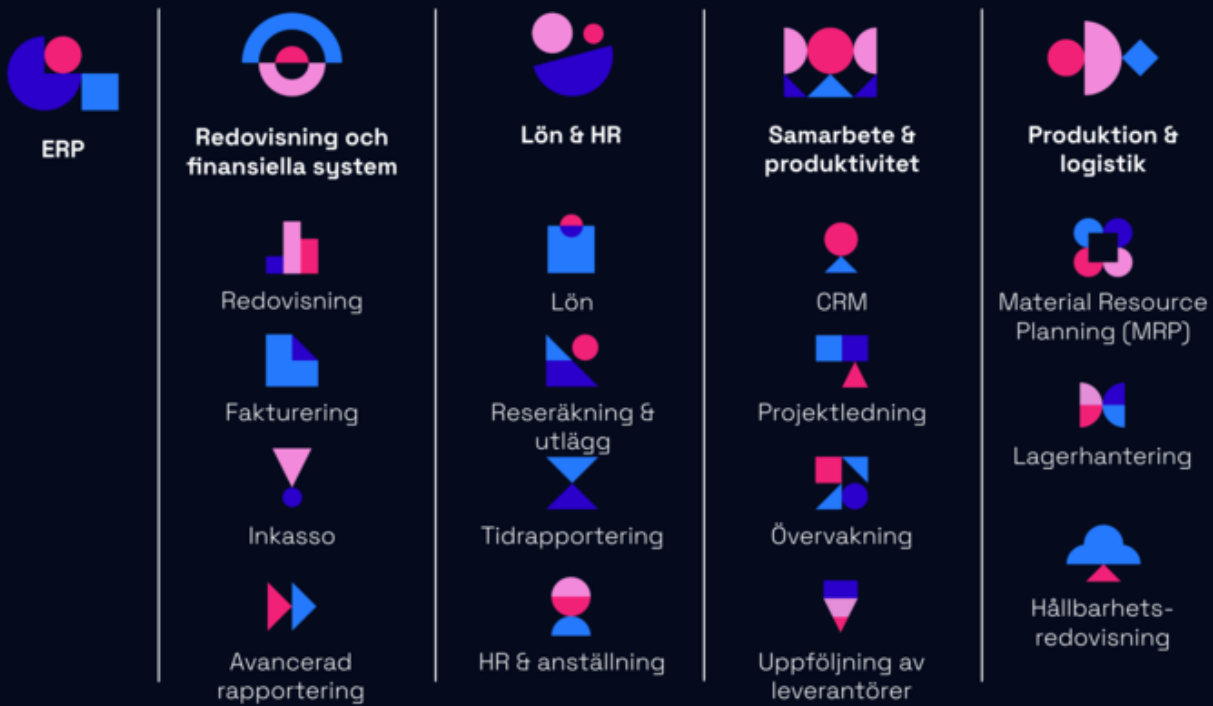 ERP
Redovisning och
finansiella system
Redovisning
Fakturering
Inkasso
Avancerad
rapportering
Lön & HR
Lön
Reseräkning &
utlägg
Tidrapportering
HR & anställning
Samarbete &
produktivitet
CRM
Projektledning
Övervakning
Uppföljning av
leverantörer
Produktion &
logistik
Material Resource
Planning (MRP)
Lagerhantering
Hållbarhets-
redovisning